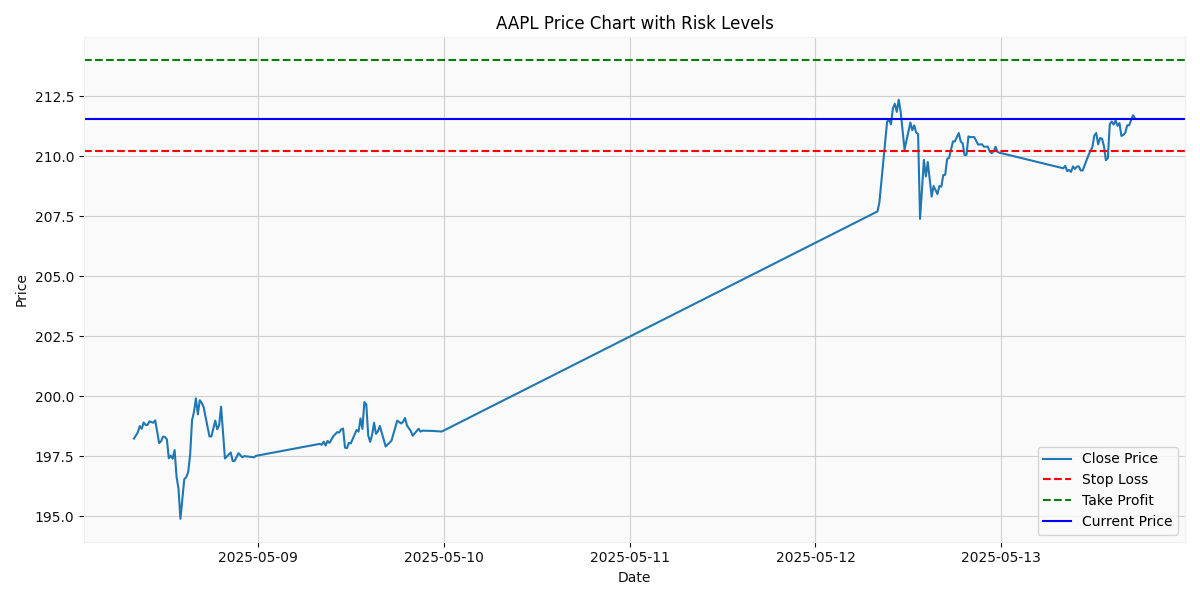 AAPL Price Chart with Risk Levels
Price
212.5
210.0
207.5
205.0
202.5
200.0
197.5
195.0
Close Price
Stop Loss
Take Profit
Current Price
2025-05-09
2025-05-10
2025-05-11
2025-05-12
2025-05-13
Date